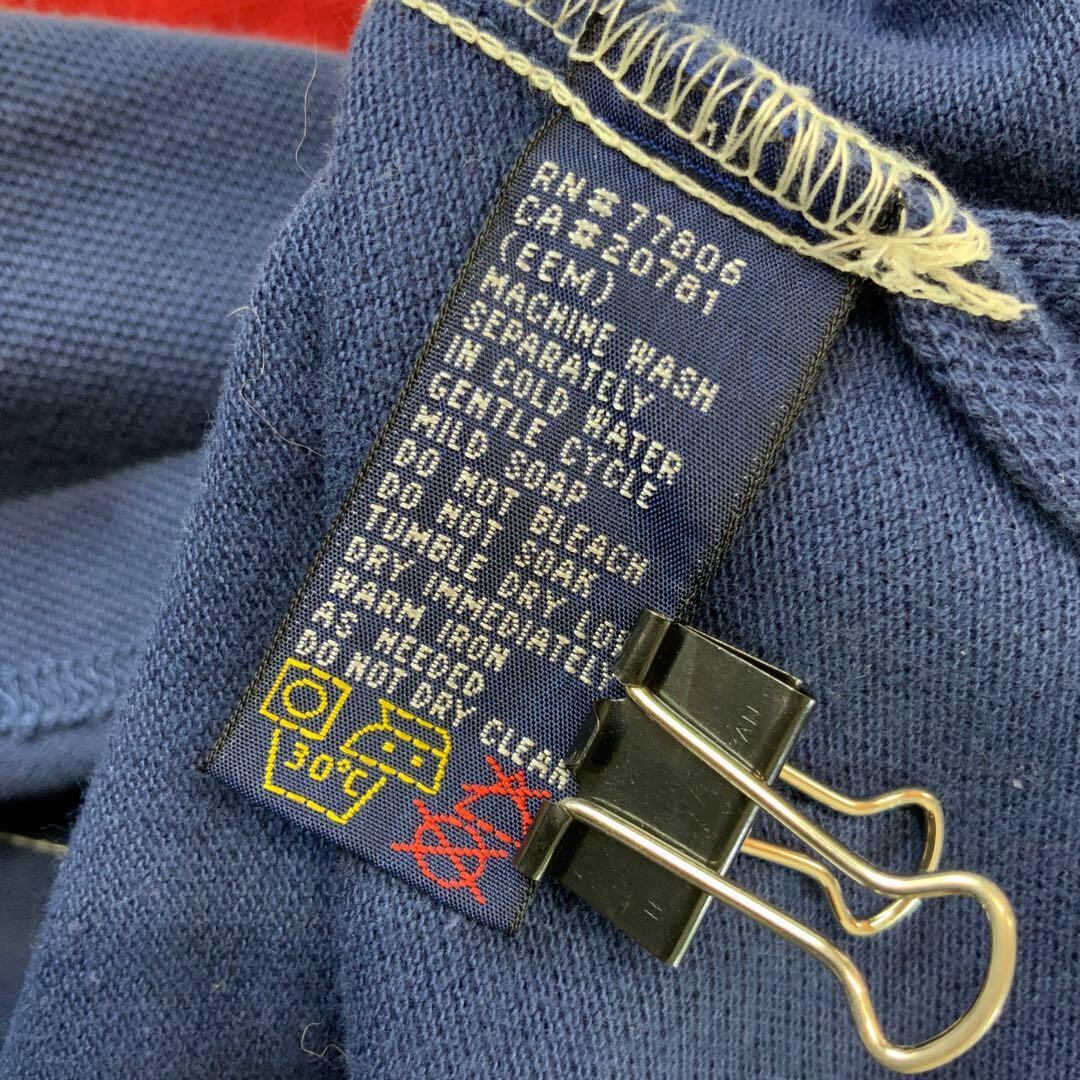 RN#77806
CA#20781
(EEM)
MACHINE WASH
SEPARATELY
IN COLD WATER
GENTLE CYCLE
MILD SOAP
DO NOT BLEACH
DO NOT SOAK
TUMBLE DRY
DRY IMMEDIATELY
WARM IRON
AS NEEDED
DO NOT DRY CLEAN
30°C